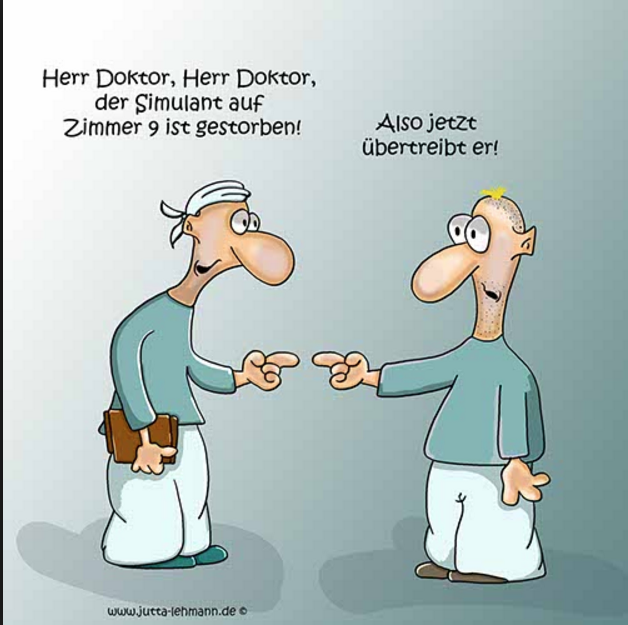 Herr Doktor, Herr Doktor,
der Simulant auf
Zimmer 9 ist gestorben!
Also jetzt
übertreibt er!
www.jutta-lehmann.de ©